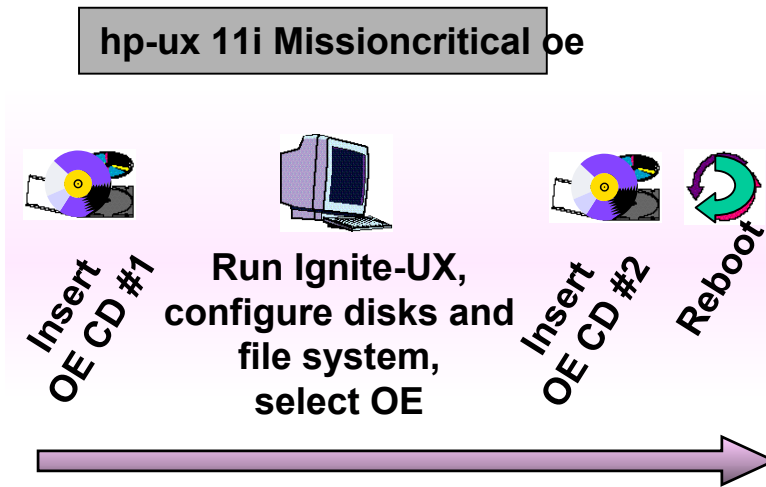 hp-ux 11i Missioncritical oe
Insert
OE CD #1
Run Ignite-UX,
configure disks and
file system,
select OE
Insert
OE CD #2
Reboot